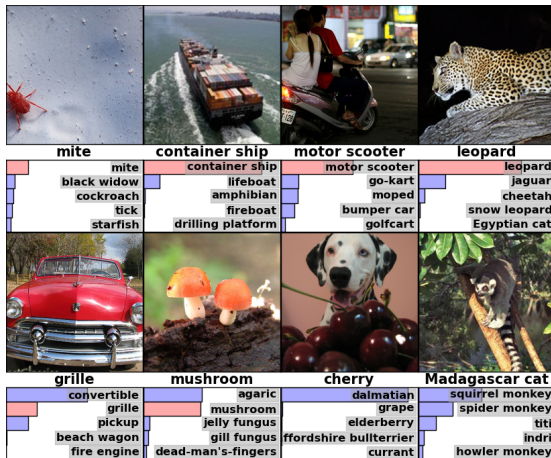 mite
container ship
motor scooter
leopard
mite
black widow
cockroach
tick
starfish
container ship
lifeboat
amphibian
fireboat
drilling platform
motor scooter
go-kart
moped
bumper car
golfcart
leopard
jaguar
cheetah
snow leopard
Egyptian cat
grille
mushroom
cherry
Madagascar cat
convertible
grille
pickup
beach wagon
fire engine
agaric
mushroom
jelly fungus
gill fungus
dead-man's-fingers
dalmatian
grape
elderberry
ffordshire bullterrier
currant
squirrel monkey
spider monkey
titi
indri
howler monkey